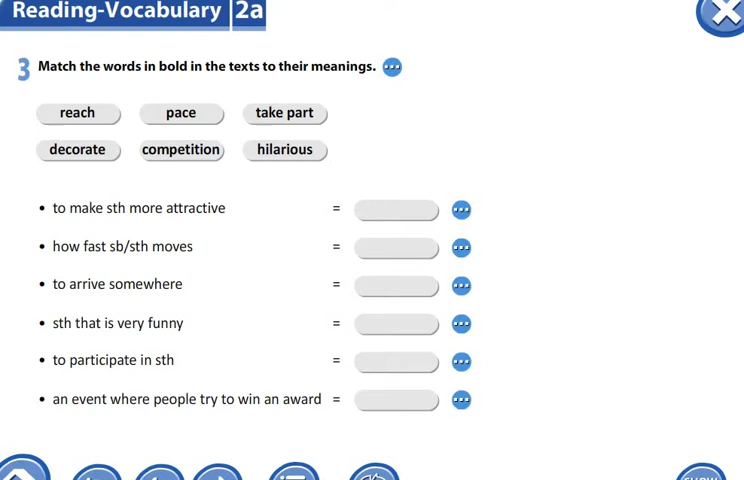 Reading-Vocabulary 2a
3 Match the words in bold in the texts to their meanings.
reach pace take part
decorate competition hilarious
• to make sth more attractive =
• how fast sb/sth moves =
• to arrive somewhere =
• sth that is very funny =
• to participate in sth =
• an event where people try to win an award =
SHOW